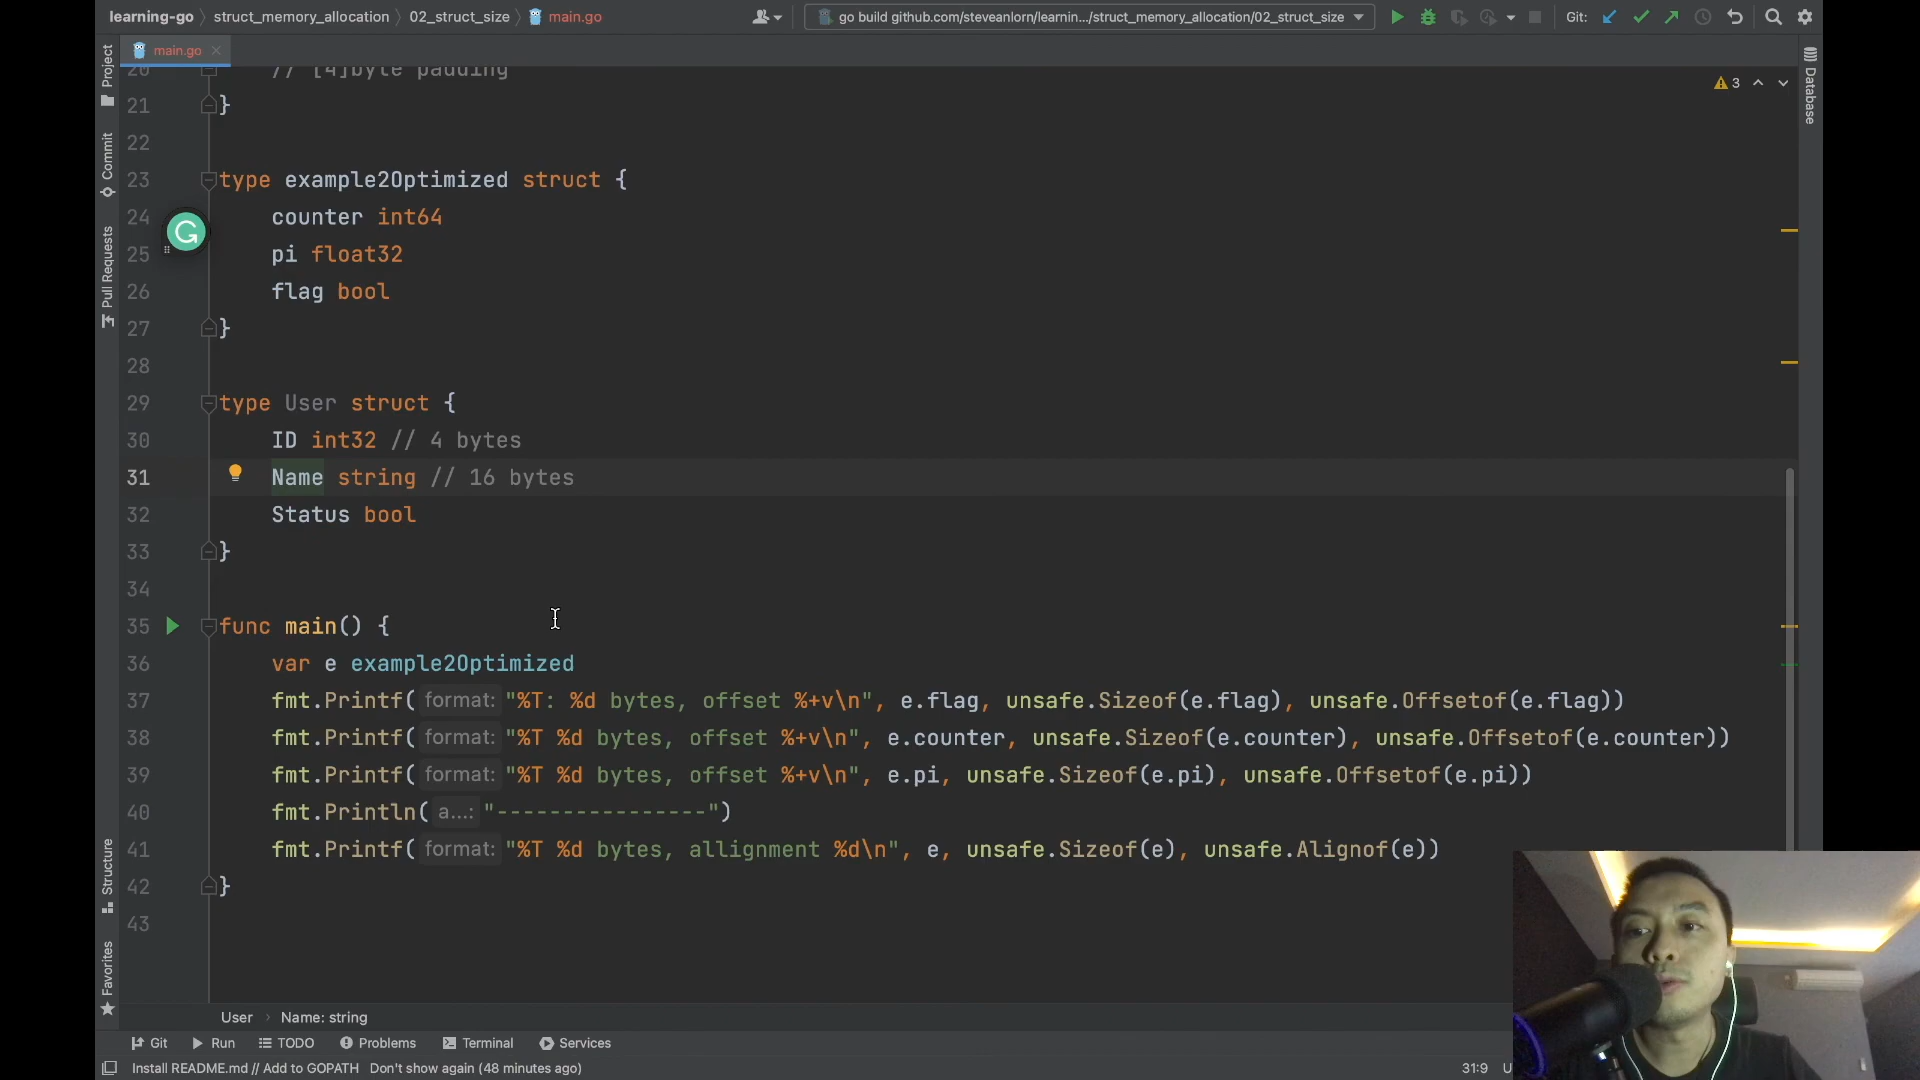 learning-go
struct_memory_allocation
02_struct_size
main.go
go build github.com/steveanlorn/learnin.../struct_memory_allocation/02_struct_size
Git:
main.go
Project
Commit
Pull Requests
Structure
Favorites
Database
3
20 // [4]byte padding
21 }
22
23 type example2Optimized struct {
24 counter int64
25 pi float32
26 flag bool
27 }
28
29 type User struct {
30 ID int32 // 4 bytes
31 Name string // 16 bytes
32 Status bool
33 }
34
35 func main() {
36 var e example2Optimized
37 fmt.Printf( format: "%T: %d bytes, offset %+v\n", e.flag, unsafe.Sizeof(e.flag), unsafe.Offsetof(e.flag))
38 fmt.Printf( format: "%T %d bytes, offset %+v\n", e.counter, unsafe.Sizeof(e.counter), unsafe.Offsetof(e.counter))
39 fmt.Printf( format: "%T %d bytes, offset %+v\n", e.pi, unsafe.Sizeof(e.pi), unsafe.Offsetof(e.pi))
40 fmt.Println( a...: "----------------")
41 fmt.Printf( format: "%T %d bytes, allignment %d\n", e, unsafe.Sizeof(e), unsafe.Alignof(e))
42 }
43
User
Name: string
Git
Run
TODO
Problems
Terminal
Services
Install README.md // Add to GOPATH Don't show again (48 minutes ago)
31:9